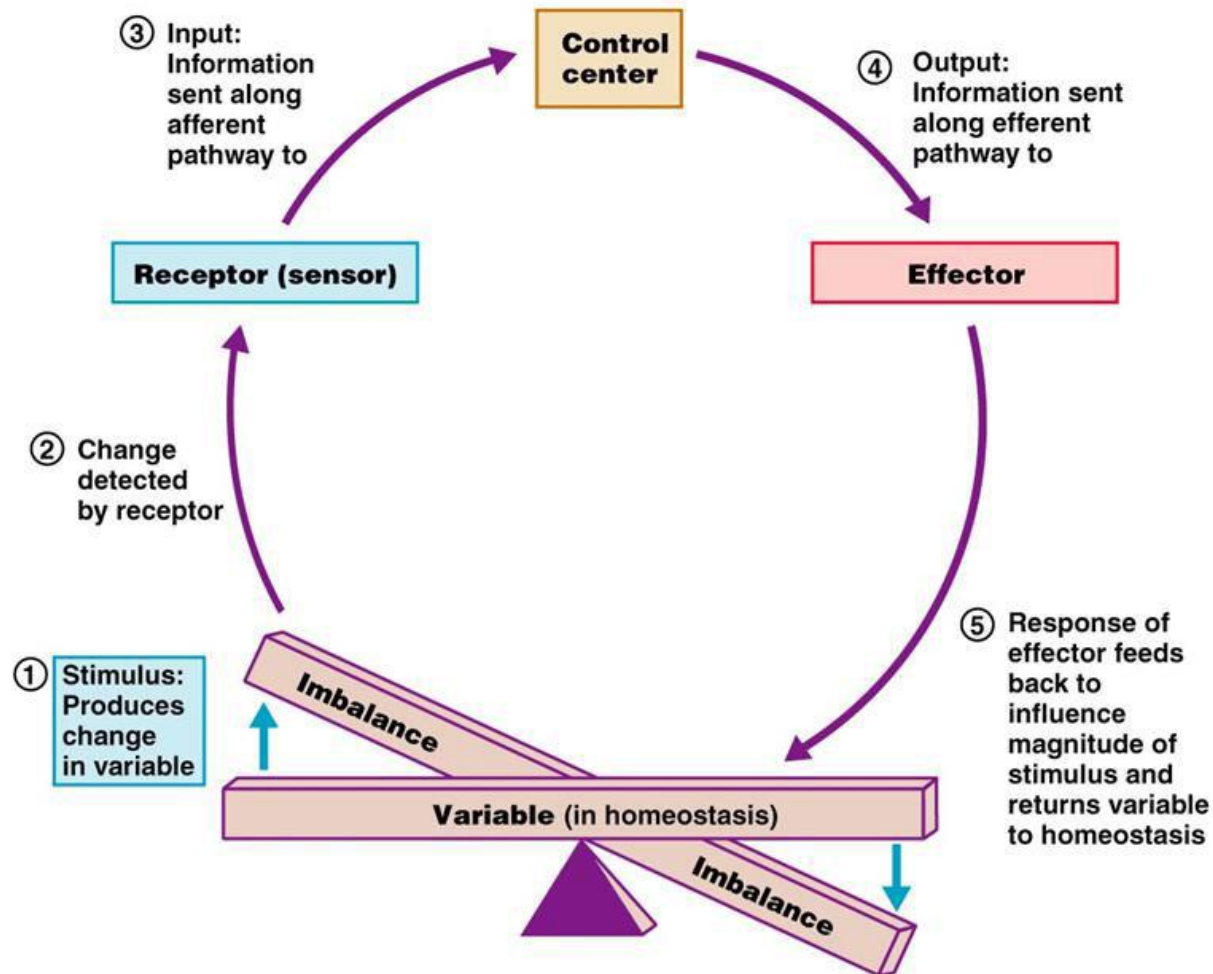 ③ Input:
Information
sent along
afferent
pathway to
Control
center
④ Output:
Information sent
along efferent
pathway to
Receptor (sensor)
Effector
② Change
detected
by receptor
① Stimulus:
Produces
change
in variable
Imbalance
Variable (in homeostasis)
Imbalance
⑤ Response of
effector feeds
back to
influence
magnitude of
stimulus and
returns variable
to homeostasis